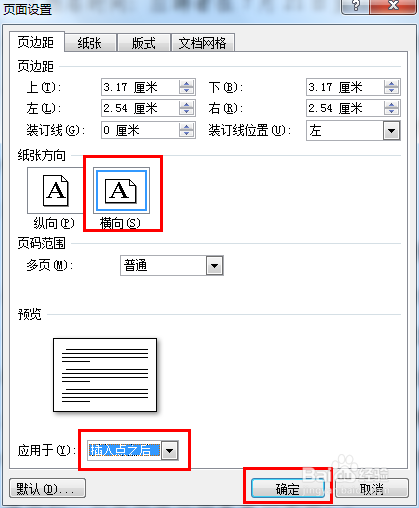 页面设置
页边距 纸张 版式 文档网格
页边距
上(T): 3.17 厘米 下(B): 3.17 厘米
左(L): 2.54 厘米 右(R): 2.54 厘米
装订线(G): 0 厘米 装订线位置(U): 左
纸张方向
A A
纵向(P) 横向(S)
页码范围
多页(M): 普通
预览
应用于(Y): 插入点之后
默认(D)... 确定 取消